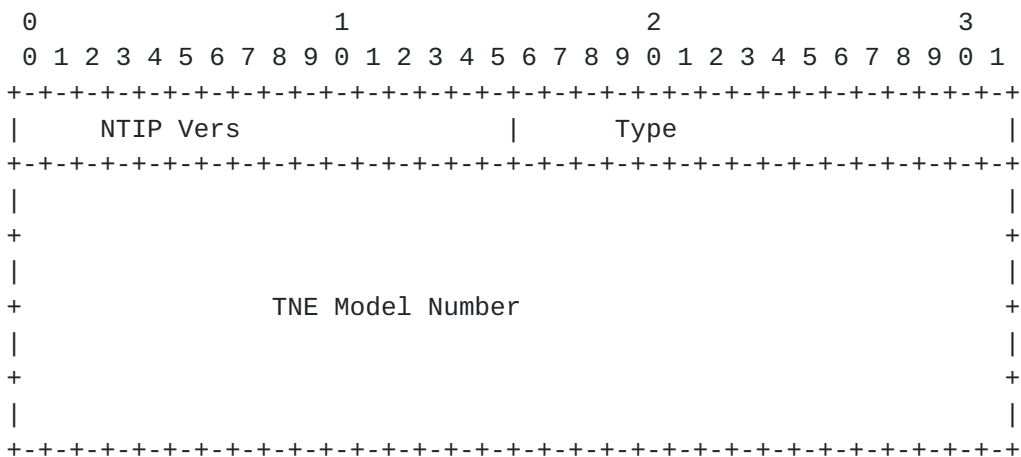 0                   1                   2                   3
 0 1 2 3 4 5 6 7 8 9 0 1 2 3 4 5 6 7 8 9 0 1 2 3 4 5 6 7 8 9 0 1
+-+-+-+-+-+-+-+-+-+-+-+-+-+-+-+-+-+-+-+-+-+-+-+-+-+-+-+-+-+-+-+-+
|     NTIP Vers                 |      Type                     |
+-+-+-+-+-+-+-+-+-+-+-+-+-+-+-+-+-+-+-+-+-+-+-+-+-+-+-+-+-+-+-+-+
|                                                               |
+                                                               +
|                                                               |
+                TNE Model Number                               +
|                                                               |
+                                                               +
|                                                               |
+-+-+-+-+-+-+-+-+-+-+-+-+-+-+-+-+-+-+-+-+-+-+-+-+-+-+-+-+-+-+-+-+